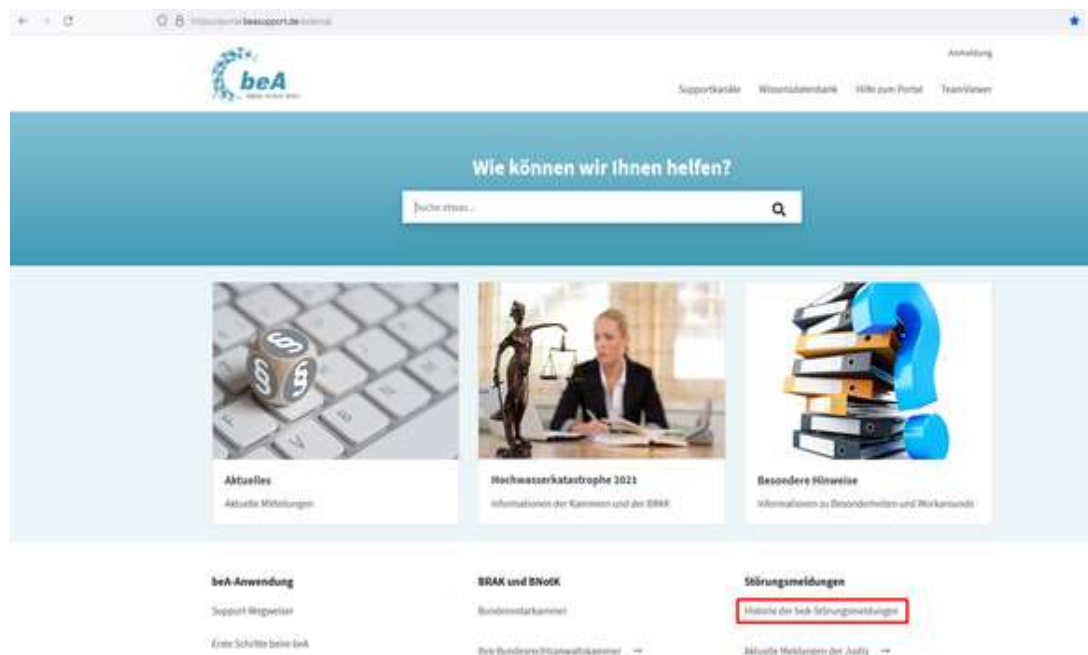 beasupport.de
Anmeldung
beA
Supportkanäle Wissensdatenbank Hilfe zum Portal TeamViewer
Wie können wir Ihnen helfen?
Suche etwas...
Aktuelles
Aktuelle Mitteilungen
Hochwasserkatastrophe 2021
Informationen der Kammern und der BRAK
Besondere Hinweise
Informationen zu Besonderheiten und Workarounds
beA-Anwendung
Support-Wegweiser
Erste Schritte beim beA
BRAK und BNotK
Bundesnotarkammer
Ihre Bundesrechtsanwaltskammer →
Störungsmeldungen
Historie der beA-Störungsmeldungen
Aktuelle Meldungen der Justiz →